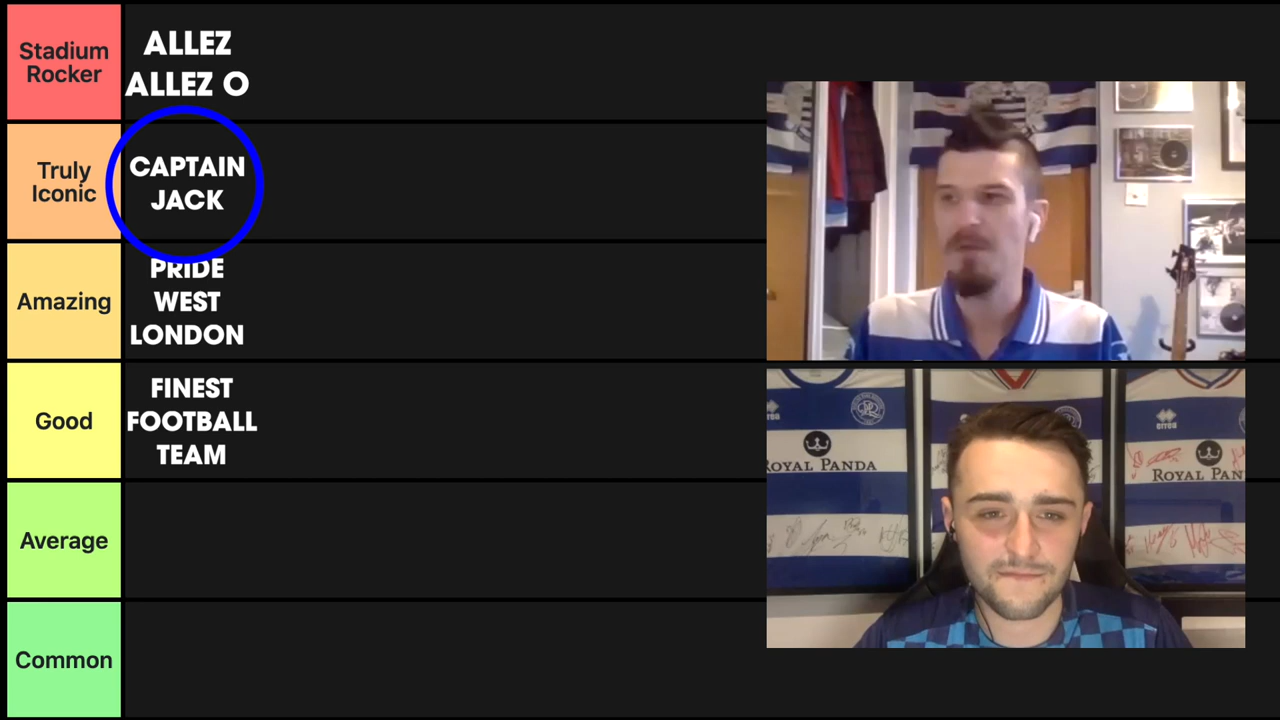 Stadium
Rocker
ALLEZ
ALLEZ O
Truly
Iconic
CAPTAIN
JACK
Amazing
PRIDE
WEST
LONDON
Good
FINEST
FOOTBALL
TEAM
Average
Common
errea
ROYAL PANDA
ROYAL PAN